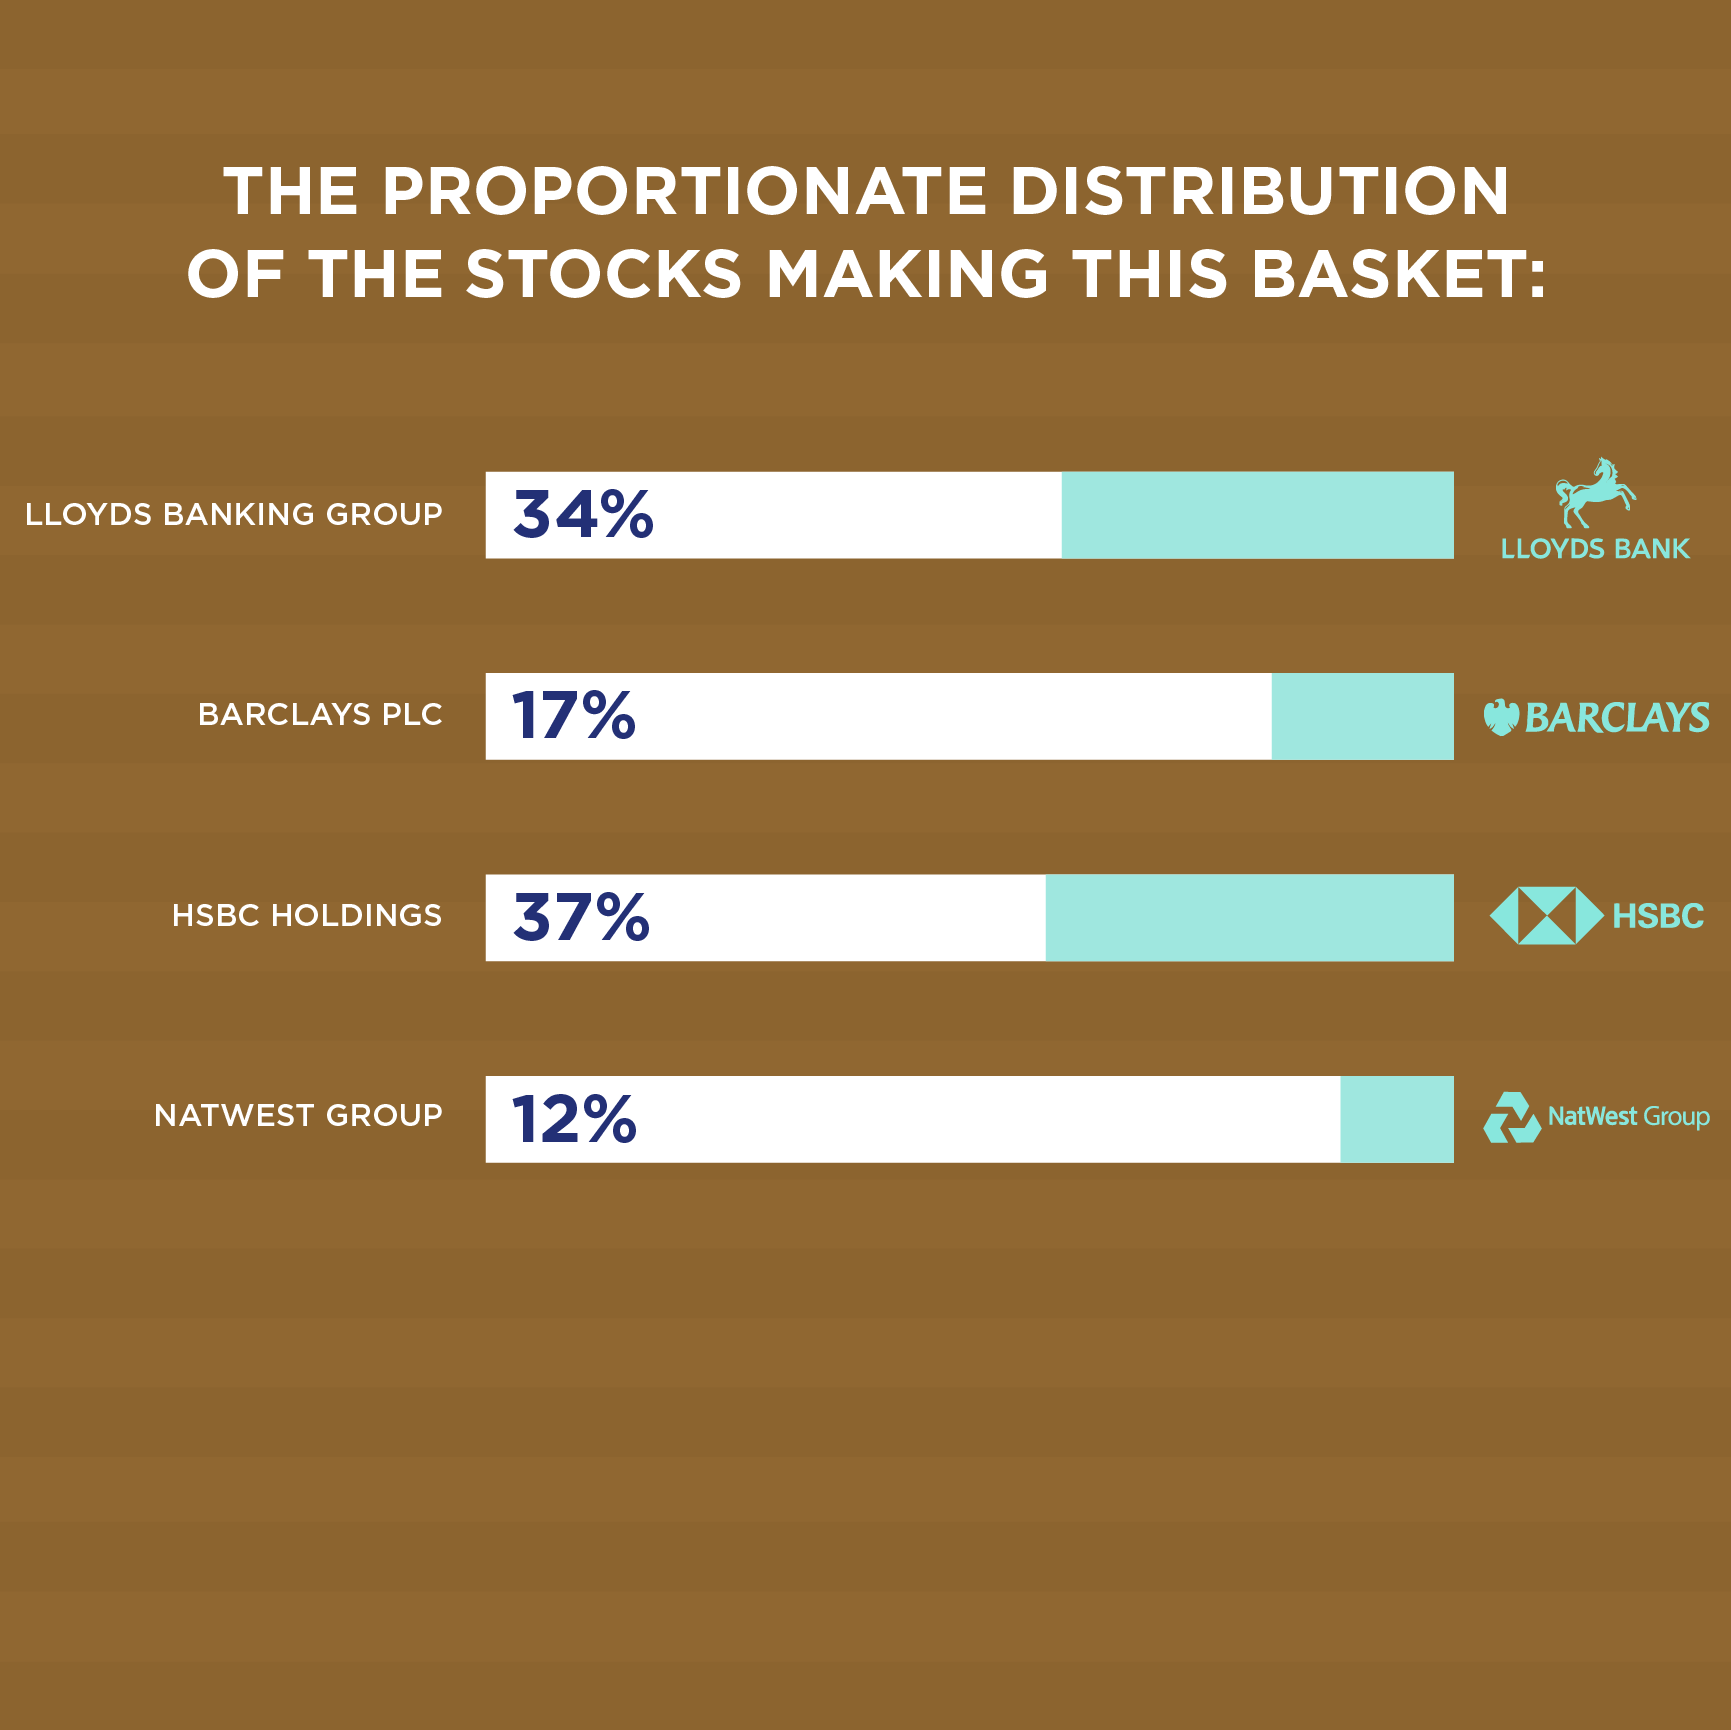 THE PROPORTIONATE DISTRIBUTION
OF THE STOCKS MAKING THIS BASKET:
LLOYDS BANKING GROUP
34%
LLOYDS BANK
BARCLAYS PLC
17%
BARCLAYS
HSBC HOLDINGS
37%
HSBC
NATWEST GROUP
12%
NatWest Group